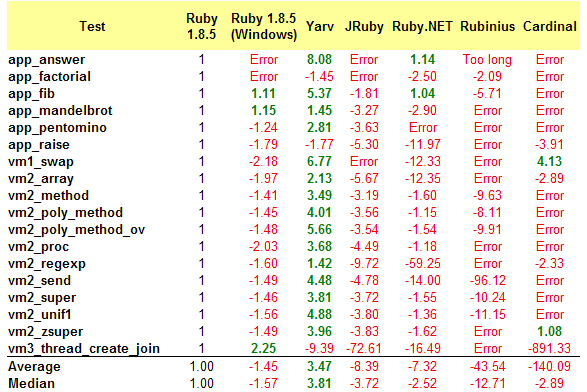 Test Ruby 1.8.5 Ruby 1.8.5 (Windows) Yarv JRuby Ruby.NET Rubinius Cardinal
app_answer 1 Error 8.08 Error 1.14 Too long Error
app_factorial 1 Error -1.45 Error -2.50 -2.09 Error
app_fib 1 1.11 5.37 -1.81 1.04 -5.71 Error
app_mandelbrot 1 1.15 1.45 -3.27 -2.90 Error Error
app_pentomino 1 -1.24 2.81 -3.63 Error Error Error
app_raise 1 -1.79 -1.77 -5.30 -11.97 Error -3.91
vm1_swap 1 -2.18 6.77 Error -12.33 Error 4.13
vm2_array 1 -1.97 2.13 -5.67 -12.35 Error -2.89
vm2_method 1 -1.41 3.49 -3.19 -1.60 -9.63 Error
vm2_poly_method 1 -1.45 4.01 -3.56 -1.15 -8.11 Error
vm2_poly_method_ov 1 -1.48 5.66 -3.54 -1.54 -9.91 Error
vm2_proc 1 -2.03 3.68 -4.49 -1.18 Error Error
vm2_regexp 1 -1.60 1.42 -9.72 -59.25 Error -2.33
vm2_send 1 -1.49 4.48 -4.78 -14.00 -96.12 Error
vm2_super 1 -1.46 3.81 -3.72 -1.55 -10.24 Error
vm2_unif1 1 -1.56 4.88 -3.80 -1.36 -11.15 Error
vm2_zsuper 1 -1.49 3.96 -3.83 -1.62 Error 1.08
vm3_thread_create_join 1 2.25 -9.39 -72.61 -16.49 Error -891.33
Average 1.00 -1.45 3.47 -8.39 -7.32 -43.54 -140.09
Median 1.00 -1.57 3.81 -3.72 -2.52 -12.71 -2.89